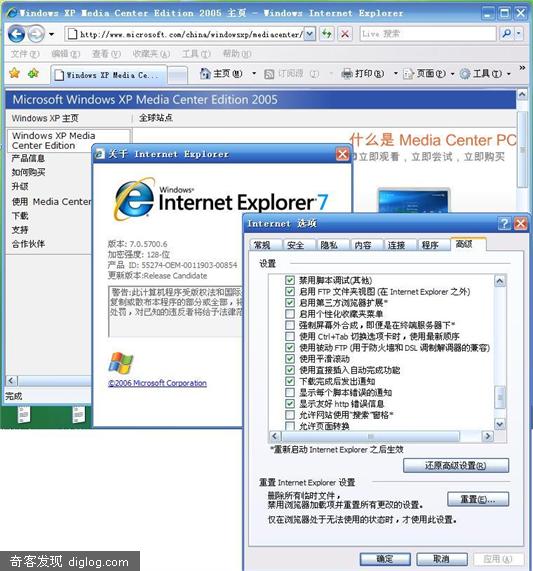 Windows XP Media Center Edition 2005 主页 - Windows Internet Explorer
http://www.microsoft.com/china/windowsxp/mediacenter/
Live 搜索
文件(F) 编辑(E) 查看(V) 收藏夹(A) 工具(T) 帮助(H)
Windows XP Media Ce...
主页(M) 订阅源(J) 打印(R) 页面(P) 工具(T)
Microsoft Windows XP Media Center Edition 2005
Windows XP 主页 | 全球站点
Windows XP Media
Center Edition
产品信息
如何购买
升级
使用 Media Center
下载
支持
合作伙伴
什么是 Media Center PC
立即观看，立即尝试，立即购买
关于 Internet Explorer
Windows®
Internet Explorer 7
版本: 7.0.5700.6
加密强度: 128-位
产品 ID: 55274-OEM-0011903-00854
更新版本:Release Candidate
警告:此计算机程序受版权法和国际
复制或散布本程序的部分或全部，
处罚，对已知的违反者将给于法律范
©2006 Microsoft Corporation
完成
Internet 选项
常规 安全 隐私 内容 连接 程序 高级
设置
禁用脚本调试(其他)
启用 FTP 文件夹视图 (在 Internet Explorer 之外)
启用第三方浏览器扩展*
启用个性化收藏夹菜单
强制屏幕外合成，即便是在终端服务器下*
使用 Ctrl+Tab 切换选项卡时，使用最新顺序
使用被动 FTP (用于防火墙和 DSL 调制解调器的兼容)
使用平滑滚动
使用直接插入自动完成功能
下载完成后发出通知
显示每个脚本错误的通知
显示友好 http 错误信息
允许网站使用“搜索”窗格*
允许页面转换
*重新启动 Internet Explorer 之后生效
还原高级设置(R)
重置 Internet Explorer 设置
删除所有临时文件，
禁用浏览器加载项并重置所有更改的设置。
重置(E)...
仅在浏览器处于无法使用的状态时，才使用此设置。
确定 取消 应用(A)
奇客发现 diglog.com